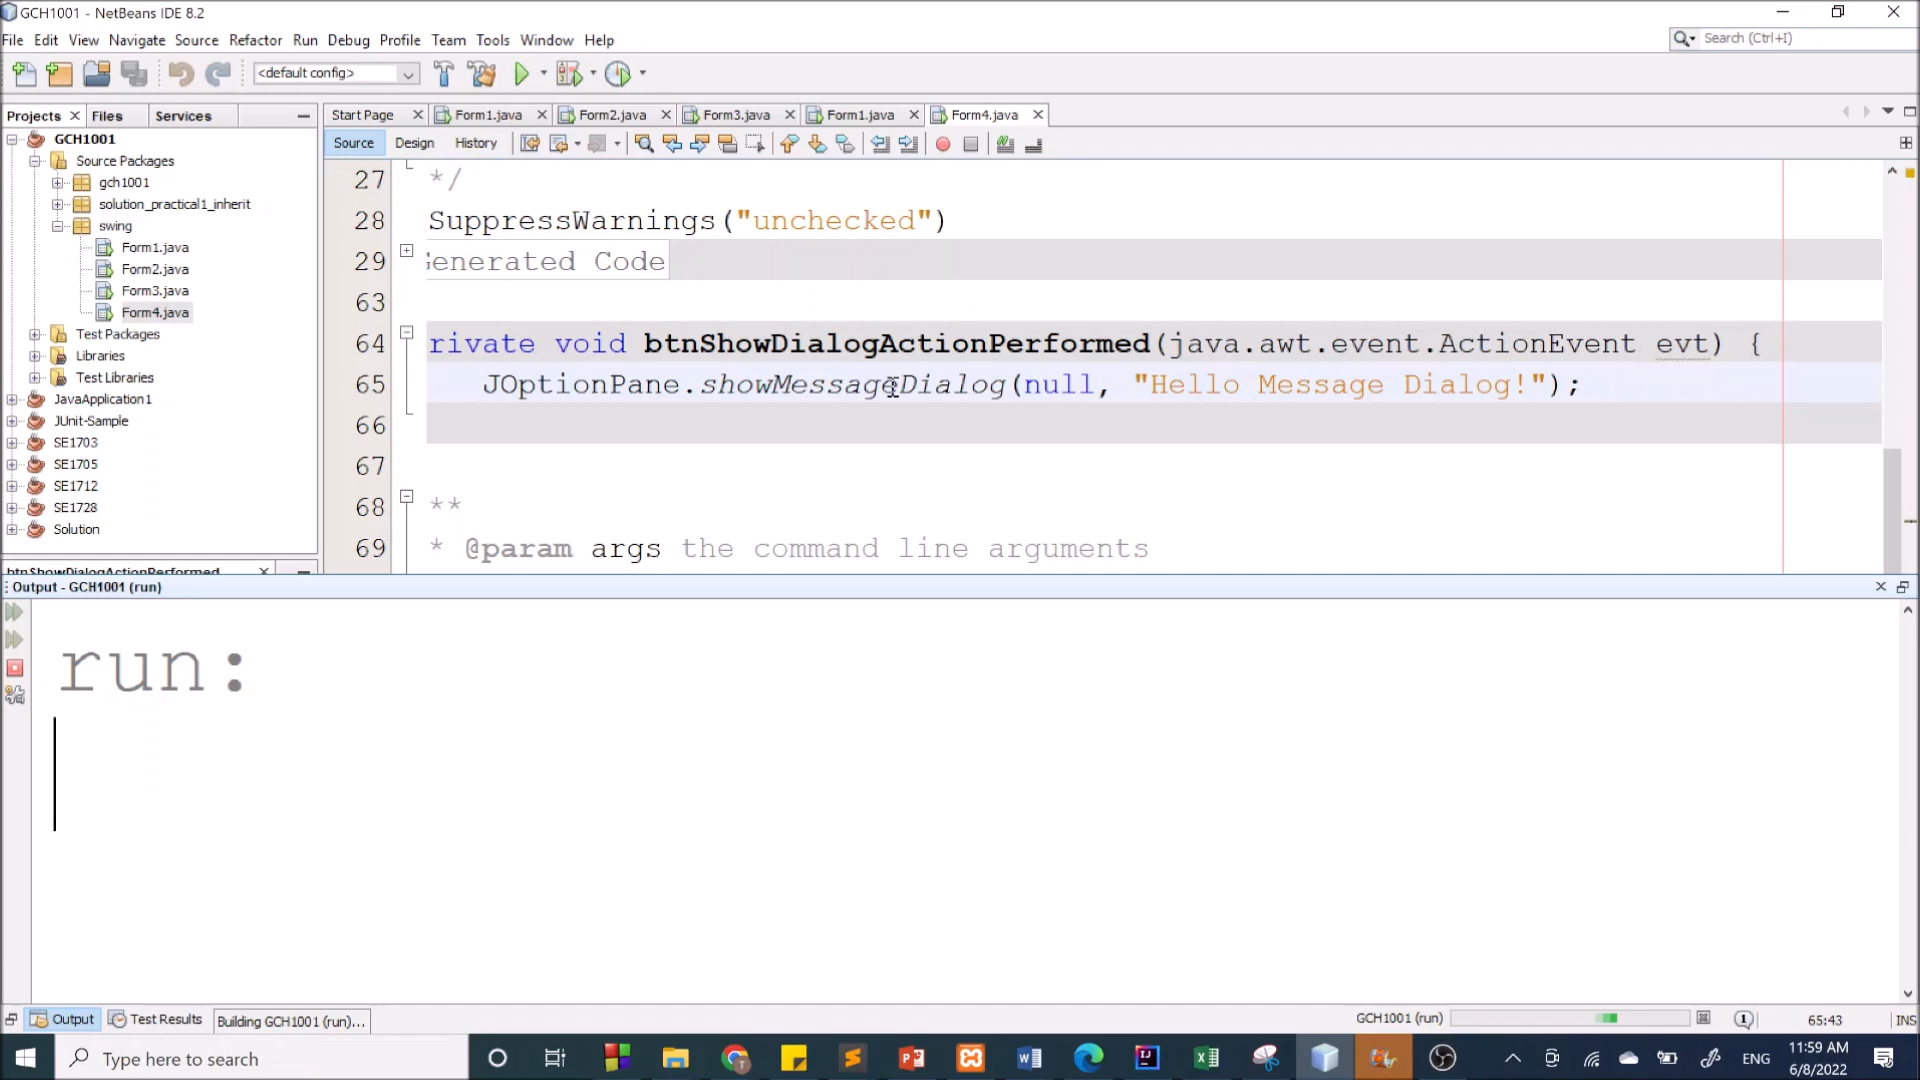 GCH1001 - NetBeans IDE 8.2
File Edit View Navigate Source Refactor Run Debug Profile Team Tools Window Help
Search (Ctrl+I)
<default config>
Projects Files Services
Start Page Form1.java Form2.java Form3.java Form1.java Form4.java
Source Design History
GCH1001
Source Packages
gch1001
solution_practical1_inherit
swing
Form1.java
Form2.java
Form3.java
Form4.java
Test Packages
Libraries
Test Libraries
JavaApplication1
JUnit-Sample
SE1703
SE1705
SE1712
SE1728
Solution
btnShowDialogActionPerformed
27 */
28 SuppressWarnings("unchecked")
29 Generated Code
63
64 rivate void btnShowDialogActionPerformed(java.awt.event.ActionEvent evt) {
65 JOptionPane.showMessageDialog(null, "Hello Message Dialog!");
66
67
68 **
69 * @param args the command line arguments
Output - GCH1001 (run)
run:
Output Test Results Building GCH1001 (run)...
GCH1001 (run) 1 65:43 INS
Type here to search
ENG
11:59 AM
6/8/2022